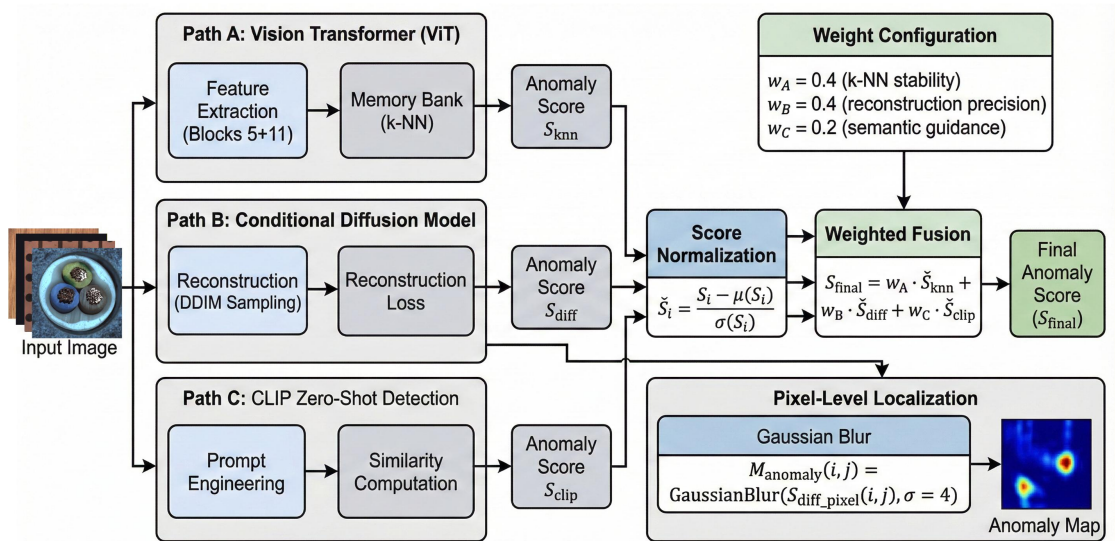 Input Image
Path A: Vision Transformer (ViT)
Feature
Extraction
(Blocks 5+11)
Memory Bank
(k-NN)
Anomaly
Score
S_knn
Path B: Conditional Diffusion Model
Reconstruction
(DDIM Sampling)
Reconstruction
Loss
Anomaly
Score
S_diff
Path C: CLIP Zero-Shot Detection
Prompt
Engineering
Similarity
Computation
Anomaly
Score
S_clip
Score
Normalization
Š_i = (S_i − μ(S_i)) / σ(S_i)
Weight Configuration
w_A = 0.4 (k-NN stability)
w_B = 0.4 (reconstruction precision)
w_C = 0.2 (semantic guidance)
Weighted Fusion
S_final = w_A · Š_knn +
w_B · Š_diff + w_C · Š_clip
Final
Anomaly
Score
(S_final)
Pixel-Level Localization
Gaussian Blur
M_anomaly(i, j) =
GaussianBlur(S_diff_pixel(i, j), σ = 4)
Anomaly Map